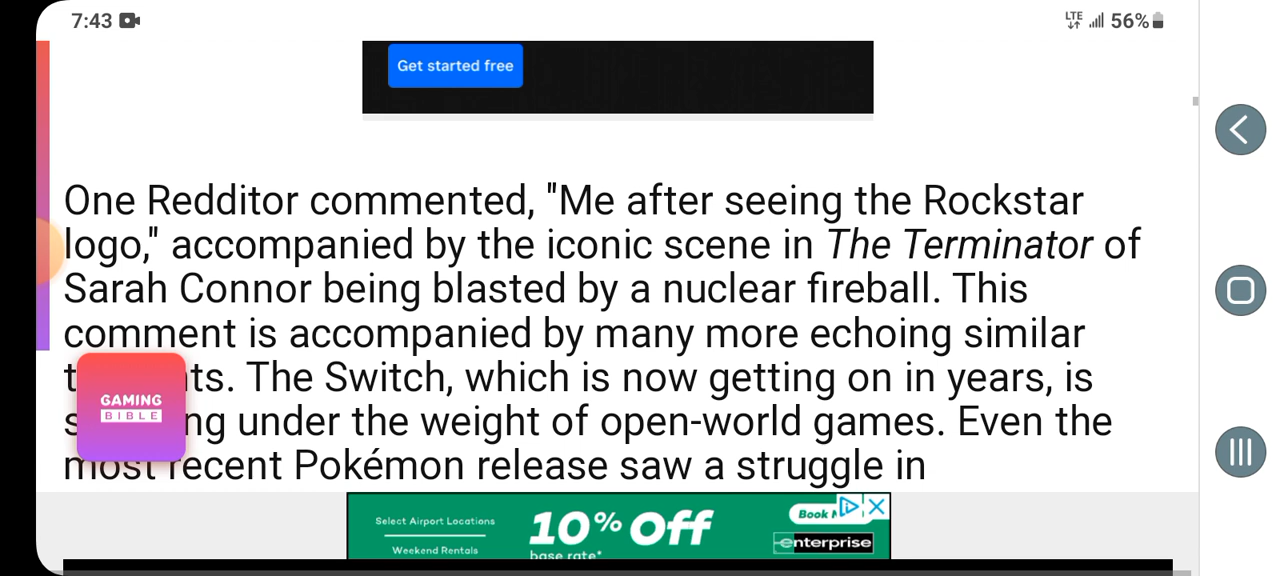 7:43
LTE 56%
Get started free
One Redditor commented, "Me after seeing the Rockstar
logo," accompanied by the iconic scene in The Terminator of
Sarah Connor being blasted by a nuclear fireball. This
comment is accompanied by many more echoing similar
ts. The Switch, which is now getting on in years, is
ng under the weight of open-world games. Even the
most recent Pokémon release saw a struggle in
GAMING
BIBLE
Select Airport Locations
Weekend Rentals
10% Off
base rate*
Book
enterprise